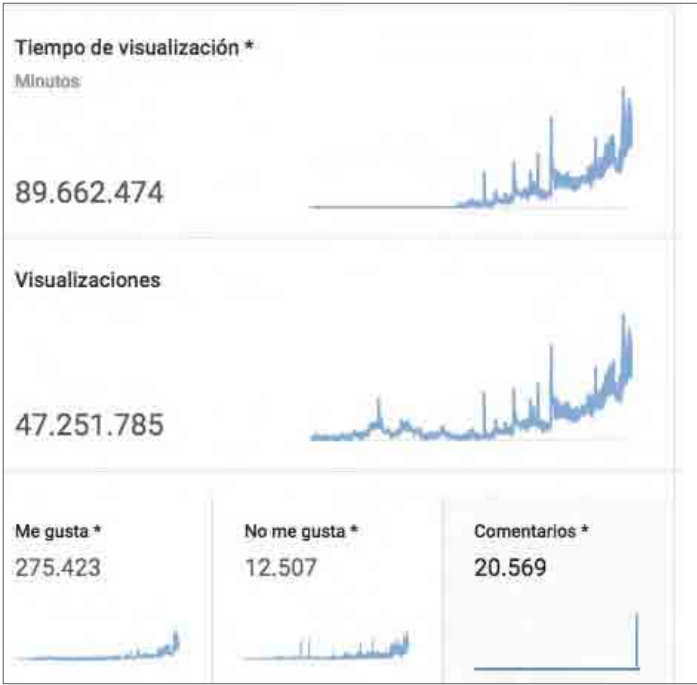 Tiempo de visualización *
Minutos
89.662.474
Visualizaciones
47.251.785
Me gusta *
275.423
No me gusta *
12.507
Comentarios *
20.569